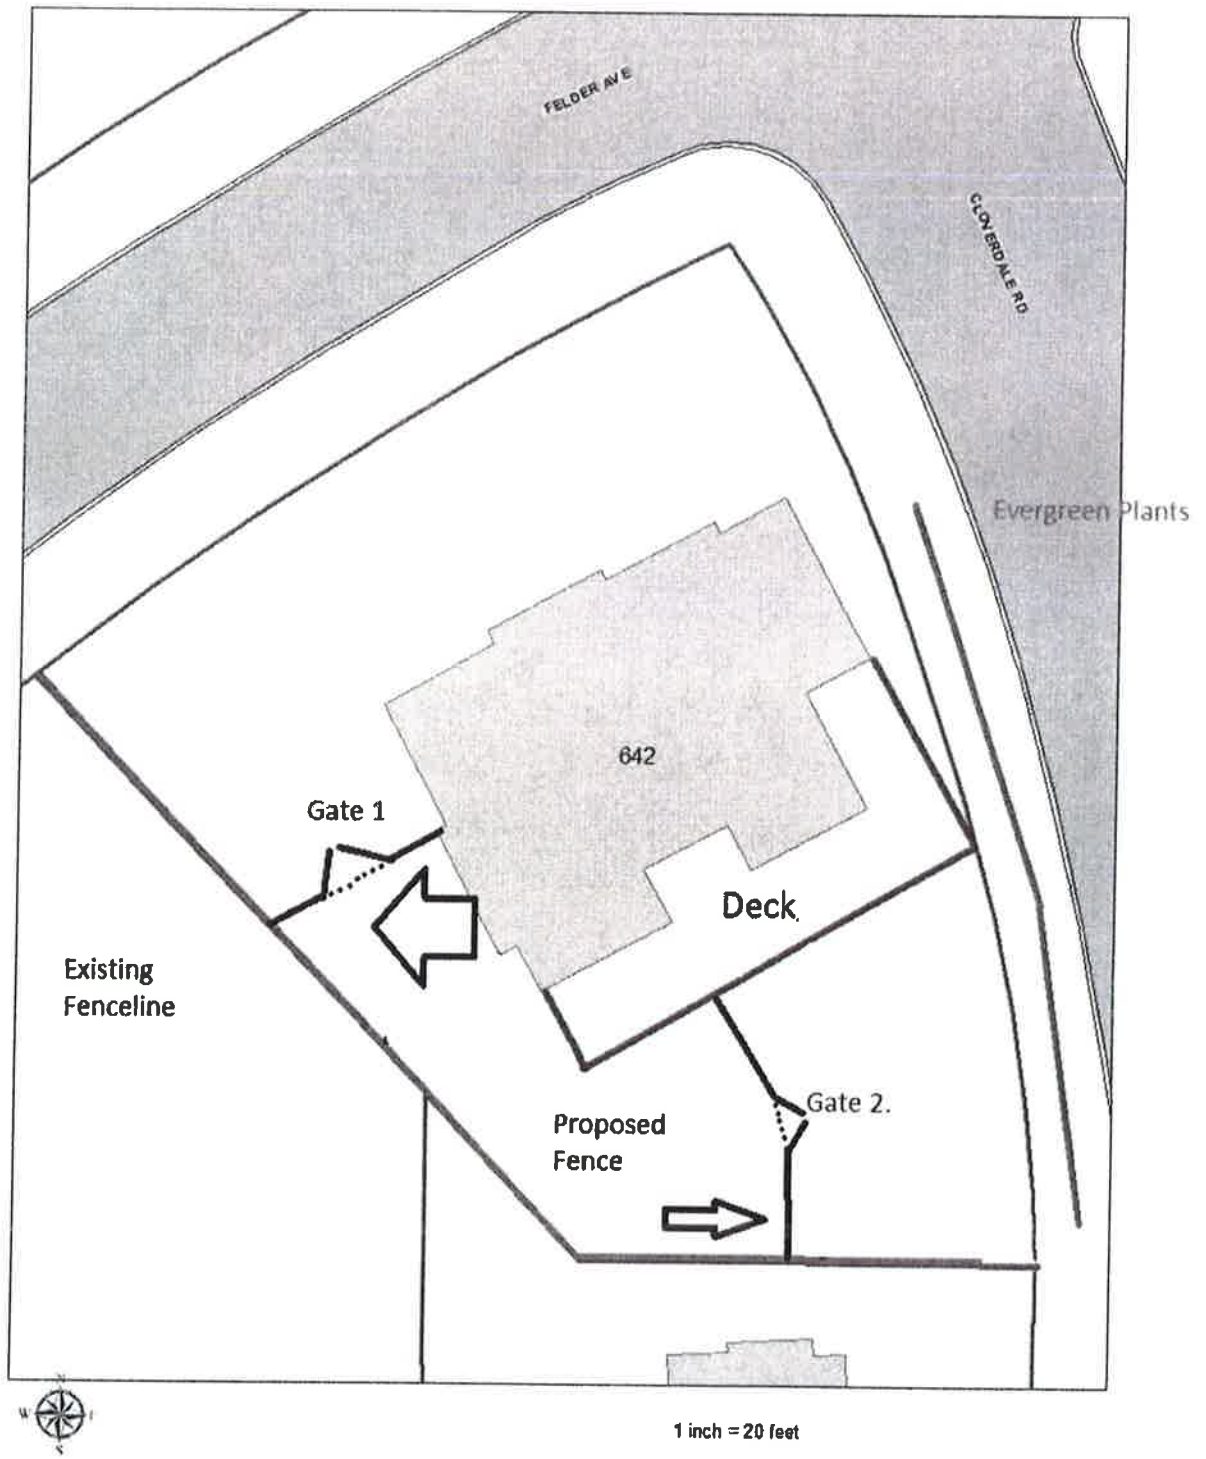 FELDER AVE
CLOVERDALE RD
Evergreen Plants
642
Gate 1
Deck
Existing
Fenceline
Gate 2.
Proposed
Fence
N
W
S
1 inch = 20 feet